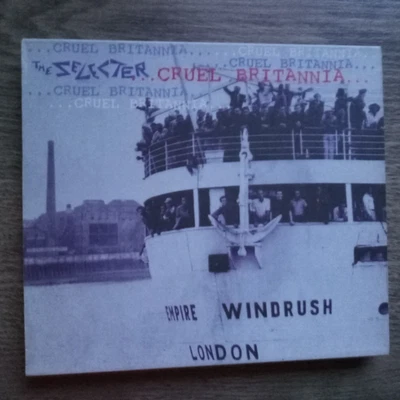 ...CRUEL BRITANNIA... ...CRUEL BRITANNIA...
THE SELECTER ...CRUEL BRITANNIA...
...CRUEL BRITANNIA...
...CRUEL BRITANNIA...
EMPIRE WINDRUSH
LONDON